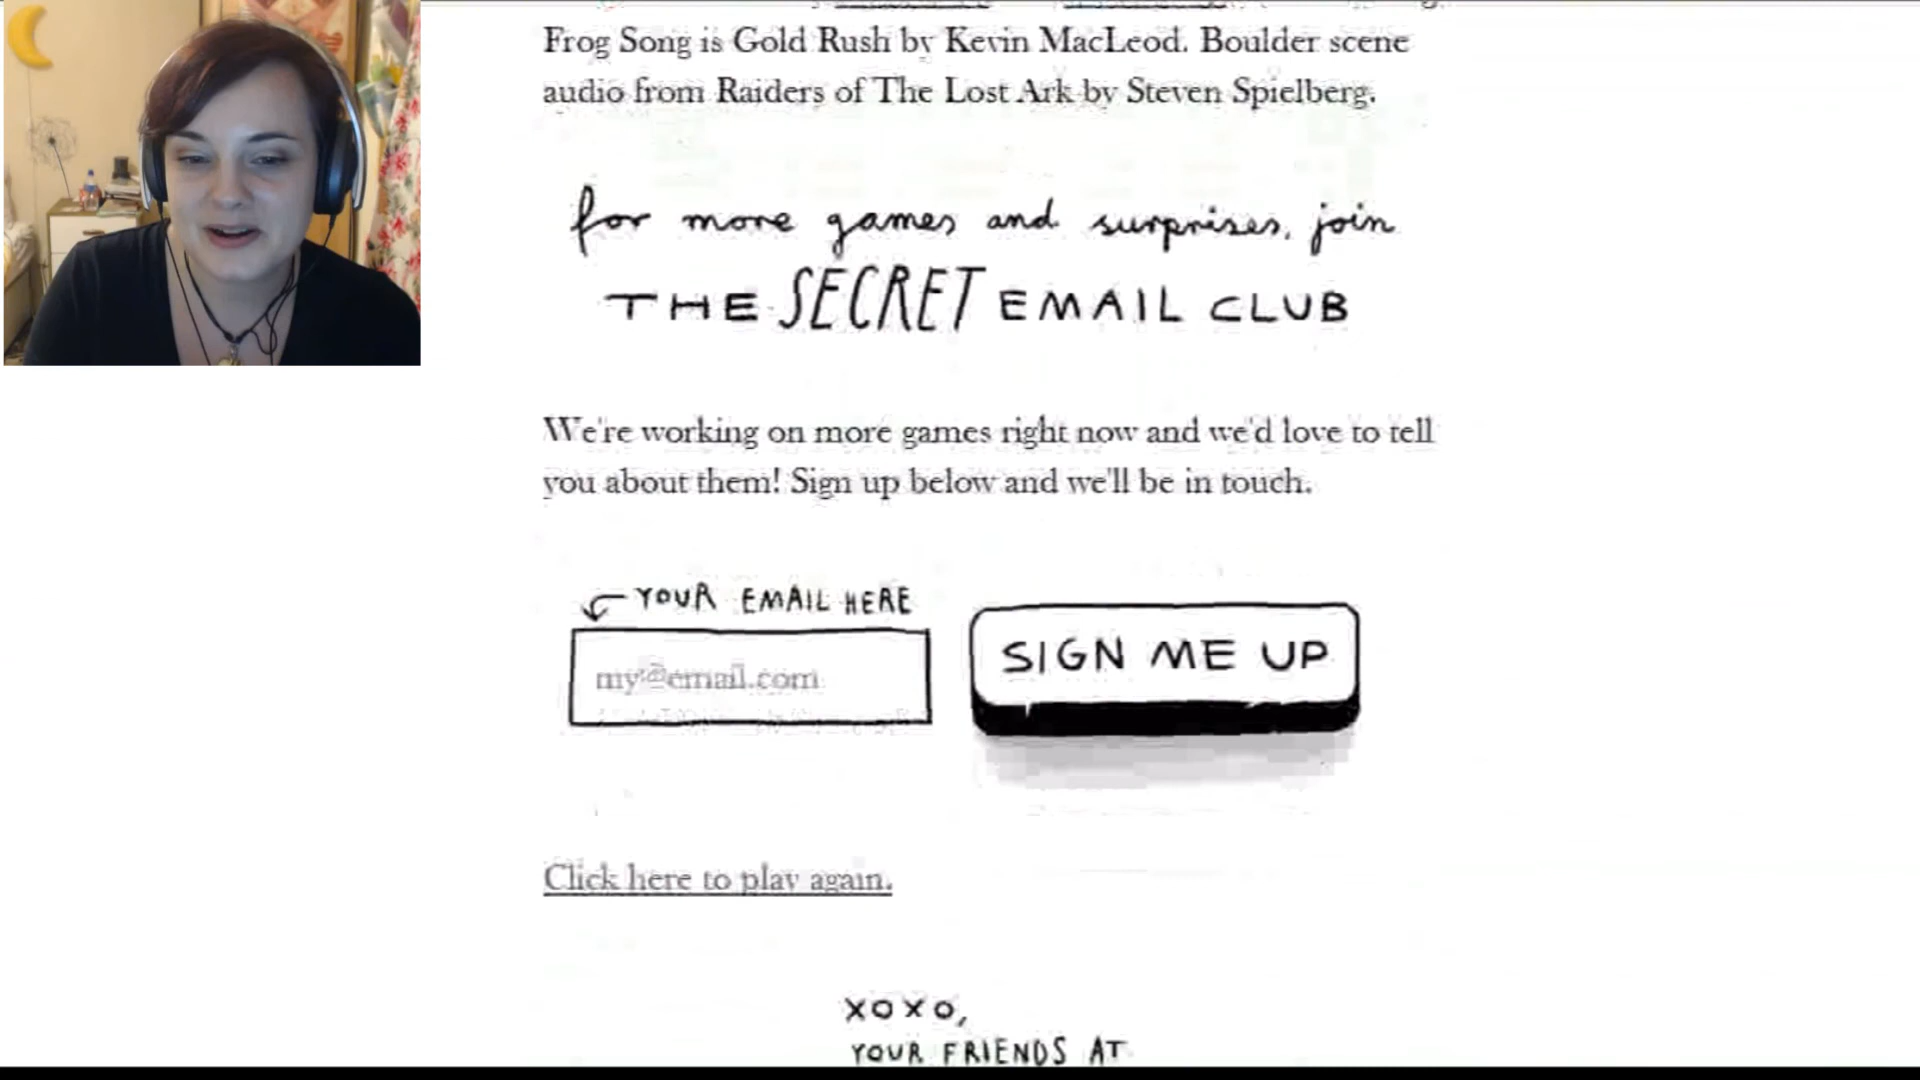 Frog Song is Gold Rush by Kevin MacLeod. Boulder scene
audio from Raiders of The Lost Ark by Steven Spielberg.
for more games and surprises, join
THE SECRET EMAIL CLUB
We're working on more games right now and we'd love to tell
you about them! Sign up below and we'll be in touch.
YOUR EMAIL HERE
my@email.com
SIGN ME UP
Click here to play again.
XOXO,
YOUR FRIENDS AT